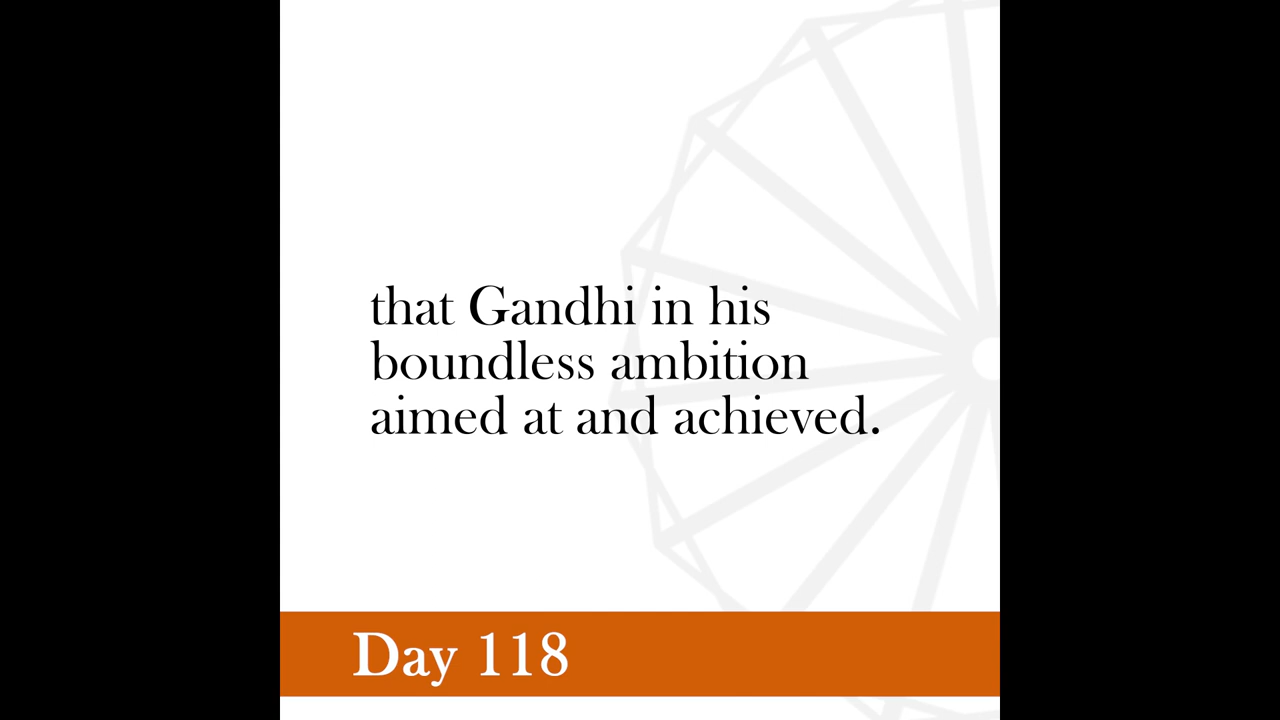 that Gandhi in his
boundless ambition
aimed at and achieved.
Day 118